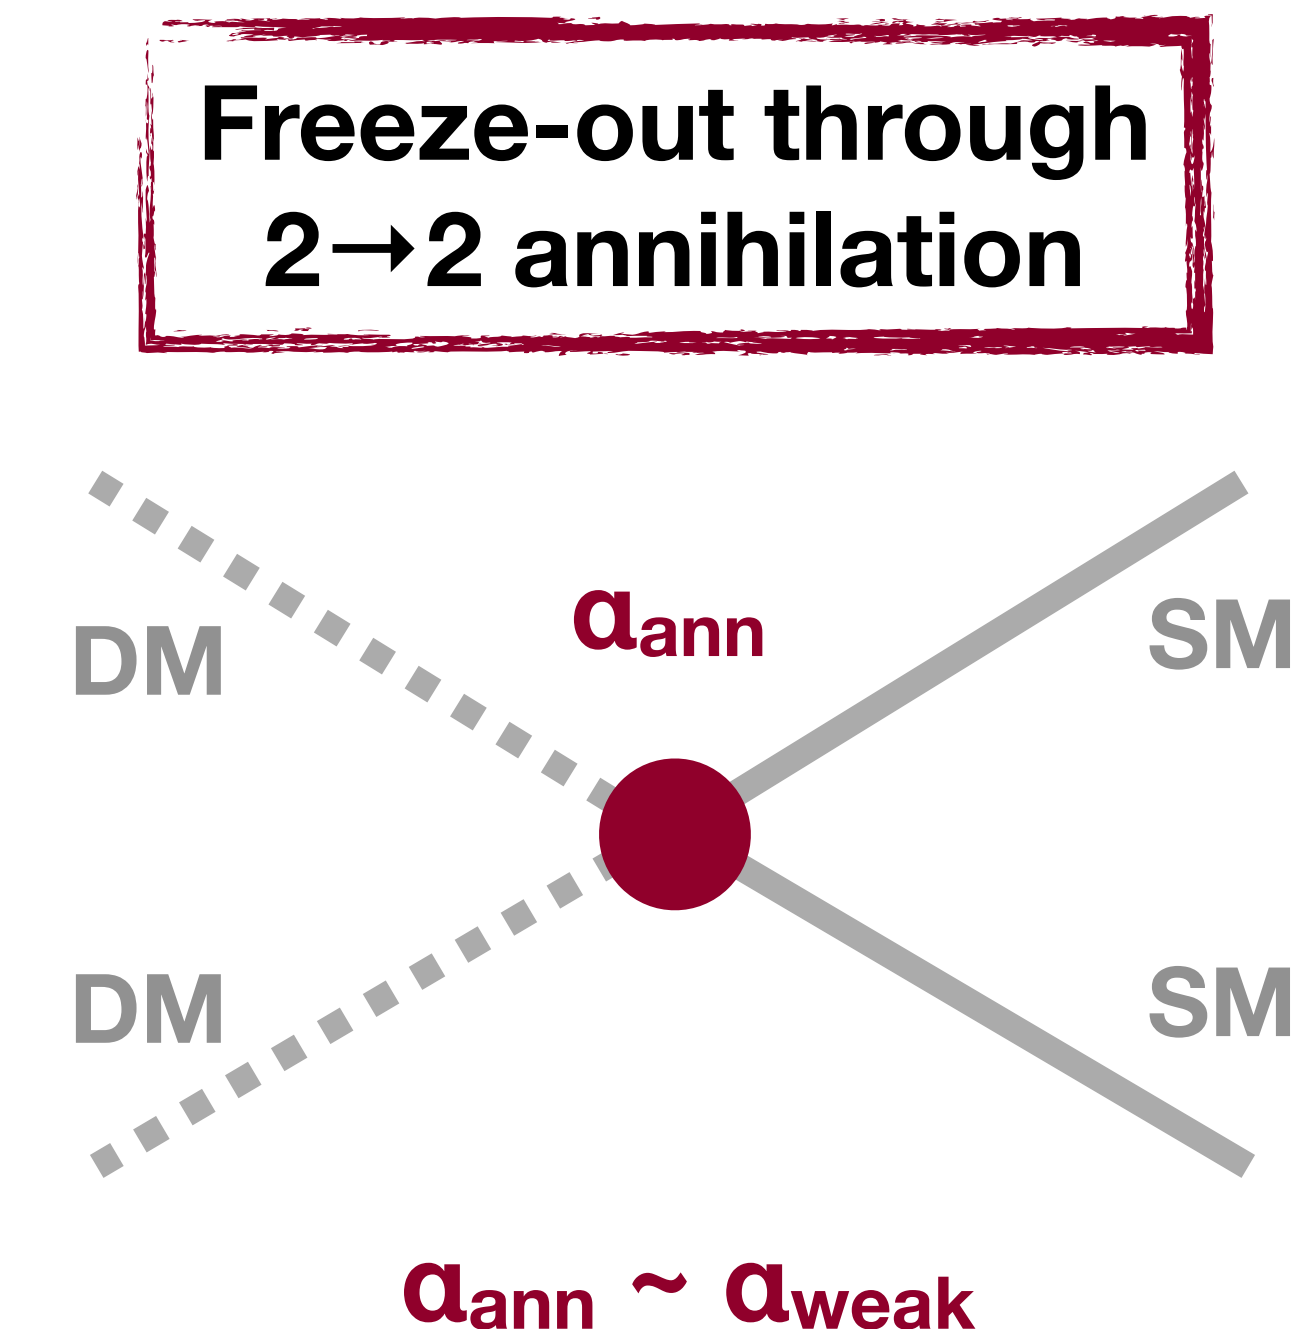 Freeze-out through
2→2 annihilation
αann
DM
SM
DM
SM
αann ~ αweak